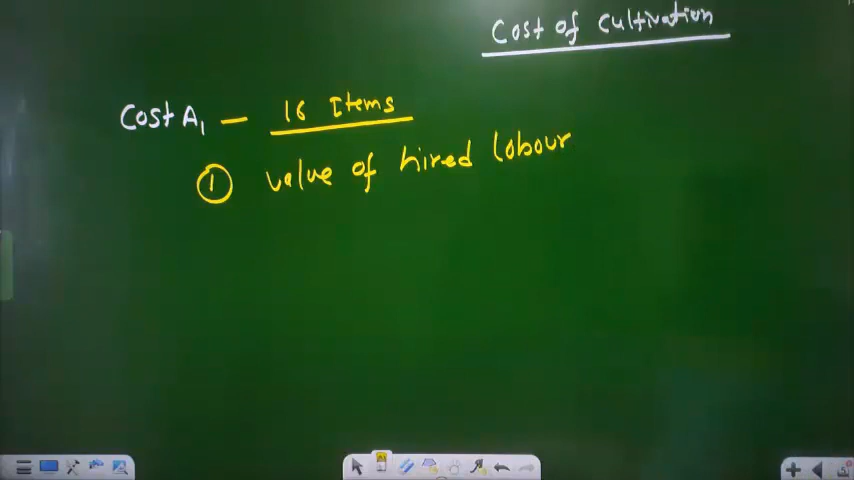 Cost of Cultivation
Cost A₁ — 16 Items
① value of hired labour